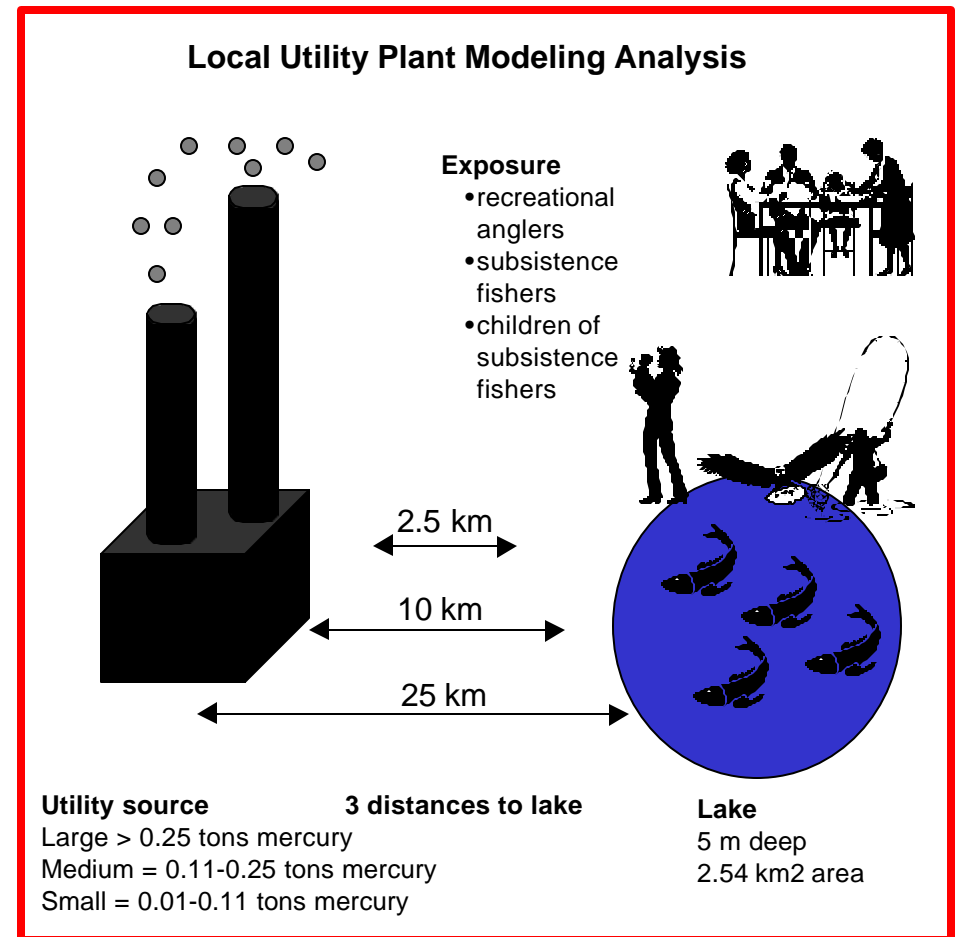 Local Utility Plant Modeling Analysis
Exposure
•recreational
anglers
•subsistence
fishers
•children of
subsistence
fishers
2.5 km
10 km
25 km
Utility source
Large > 0.25 tons mercury
Medium = 0.11-0.25 tons mercury
Small = 0.01-0.11 tons mercury
3 distances to lake
Lake
5 m deep
2.54 km2 area